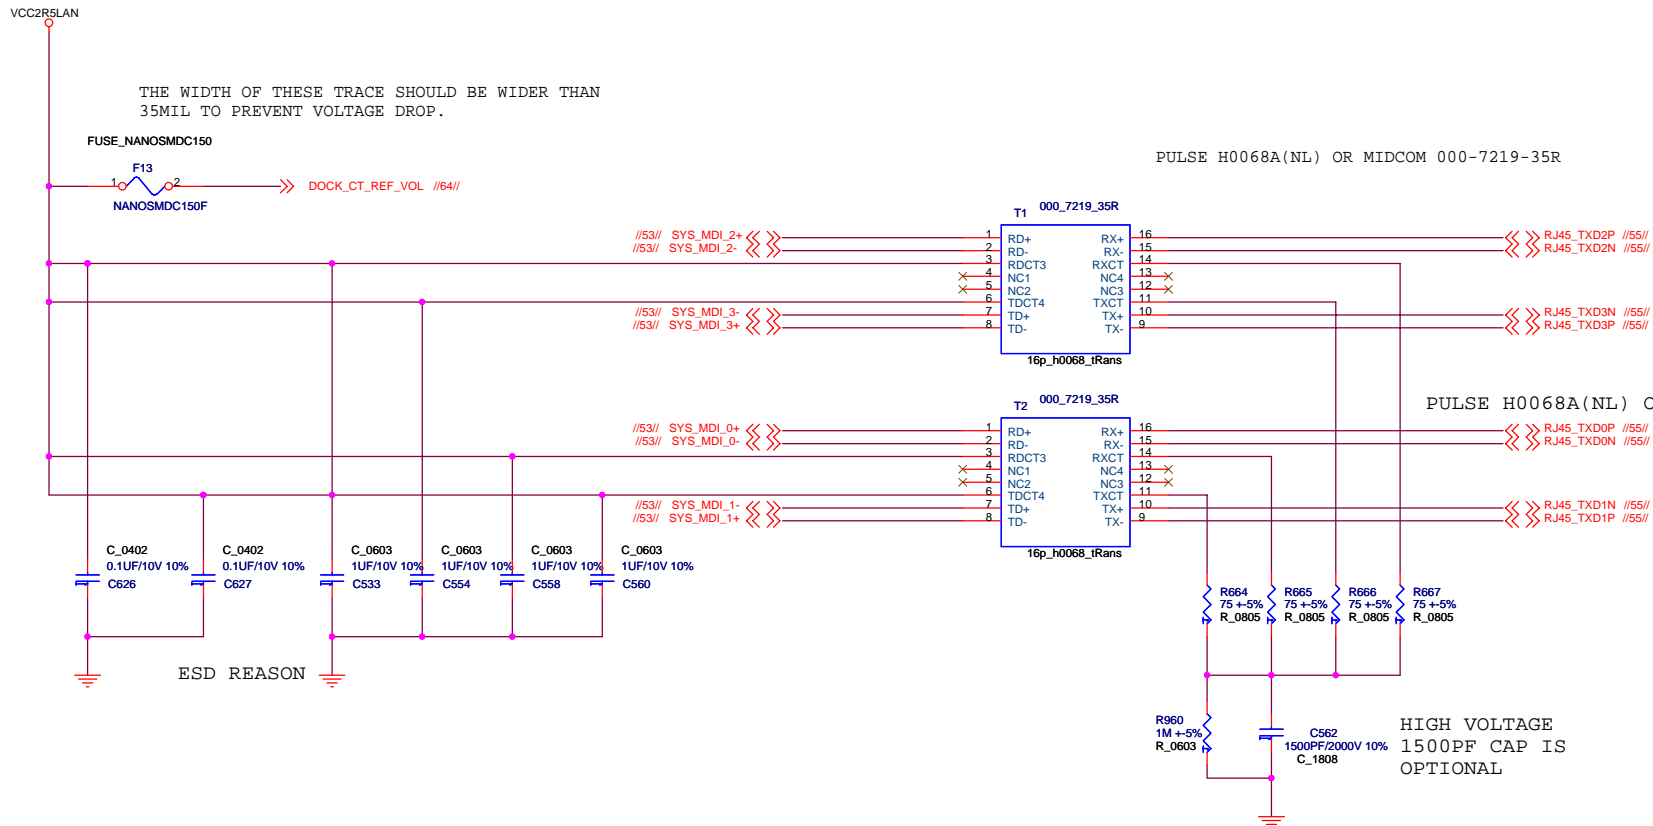 VCC2R5LAN
THE WIDTH OF THESE TRACE SHOULD BE WIDER THAN
35MIL TO PREVENT VOLTAGE DROP.
FUSE_NANOSMDC150
F13
1 2
NANOSMDC150F
DOCK_CT_REF_VOL //64//
PULSE H0068A(NL) OR MIDCOM 000-7219-35R
T1 000_7219_35R
//53// SYS_MDI_2+ 1 RD+ RX+ 16 RJ45_TXD2P //55//
//53// SYS_MDI_2- 2 RD- RX- 15 RJ45_TXD2N //55//
3 RDCT3 RXCT 14
4 NC1 NC4 13
5 NC2 NC3 12
6 TDCT4 TXCT 11
//53// SYS_MDI_3- 7 TD+ TX+ 10 RJ45_TXD3N //55//
//53// SYS_MDI_3+ 8 TD- TX- 9 RJ45_TXD3P //55//
16p_h0068_tRans
T2 000_7219_35R
PULSE H0068A(NL) O
//53// SYS_MDI_0+ 1 RD+ RX+ 16 RJ45_TXD0P //55//
//53// SYS_MDI_0- 2 RD- RX- 15 RJ45_TXD0N //55//
3 RDCT3 RXCT 14
4 NC1 NC4 13
5 NC2 NC3 12
6 TDCT4 TXCT 11
//53// SYS_MDI_1- 7 TD+ TX+ 10 RJ45_TXD1N //55//
//53// SYS_MDI_1+ 8 TD- TX- 9 RJ45_TXD1P //55//
16p_h0068_tRans
C_0402 C_0402 C_0603 C_0603 C_0603 C_0603
0.1UF/10V 10% 0.1UF/10V 10% 1UF/10V 10% 1UF/10V 10% 1UF/10V 10% 1UF/10V 10%
C626 C627 C533 C554 C558 C560
R664 R665 R666 R667
75 +-5% 75 +-5% 75 +-5% 75 +-5%
R_0805 R_0805 R_0805 R_0805
ESD REASON
R960
1M +-5%
R_0603
C562
1500PF/2000V 10%
C_1808
HIGH VOLTAGE
1500PF CAP IS
OPTIONAL